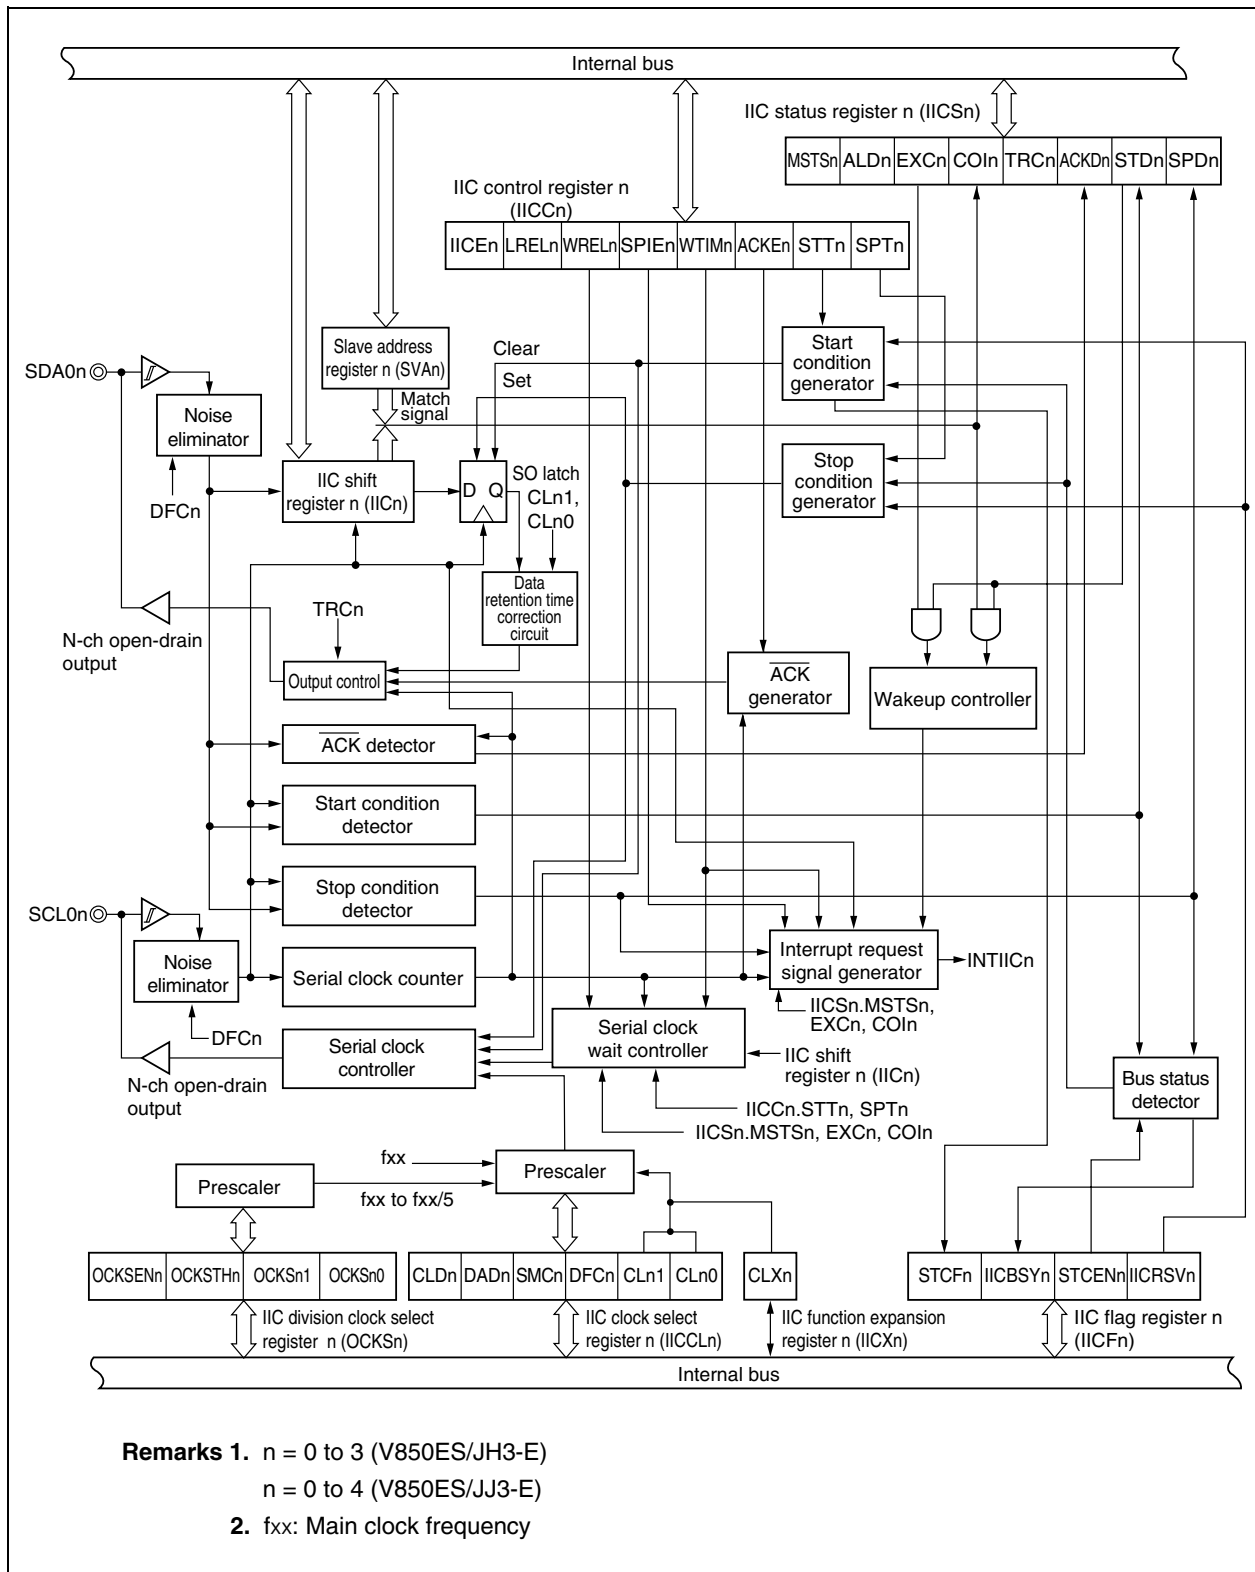 Internal bus
IIC status register n (IICSn)
MSTSn ALDn EXCn COIn TRCn ACKDn STDn SPDn
IIC control register n
(IICCn)
IICEn LRELn WRELn SPIEn WTIMn ACKEn STTn SPTn
Slave address
register n (SVAn)
Clear
Set
Match
signal
Start
condition
generator
SDA0n
Noise
eliminator
DFCn
IIC shift
register n (IICn)
D Q
SO latch
CLn1,
CLn0
Stop
condition
generator
Data
retention time
correction
circuit
TRCn
N-ch open-drain
output
Output control
ACK
generator
Wakeup controller
ACK detector
Start condition
detector
Stop condition
detector
SCL0n
Noise
eliminator
DFCn
Serial clock counter
Interrupt request
signal generator
INTIICn
IICSn.MSTSn,
EXCn, COIn
Serial clock
controller
N-ch open-drain
output
Serial clock
wait controller
IIC shift
register n (IICn)
IICCn.STTn, SPTn
IICSn.MSTSn, EXCn, COIn
Bus status
detector
Prescaler
fxx
fxx to fxx/5
Prescaler
OCKSENn OCKSTHn OCKSn1 OCKSn0
CLDn DADn SMCn DFCn CLn1 CLn0
CLXn
STCFn IICBSYn STCENn IICRSVn
IIC division clock select
register n (OCKSn)
IIC clock select
register n (IICCLn)
IIC function expansion
register n (IICXn)
IIC flag register n
(IICFn)
Internal bus
Remarks 1. n = 0 to 3 (V850ES/JH3-E)
n = 0 to 4 (V850ES/JJ3-E)
2. fxx: Main clock frequency